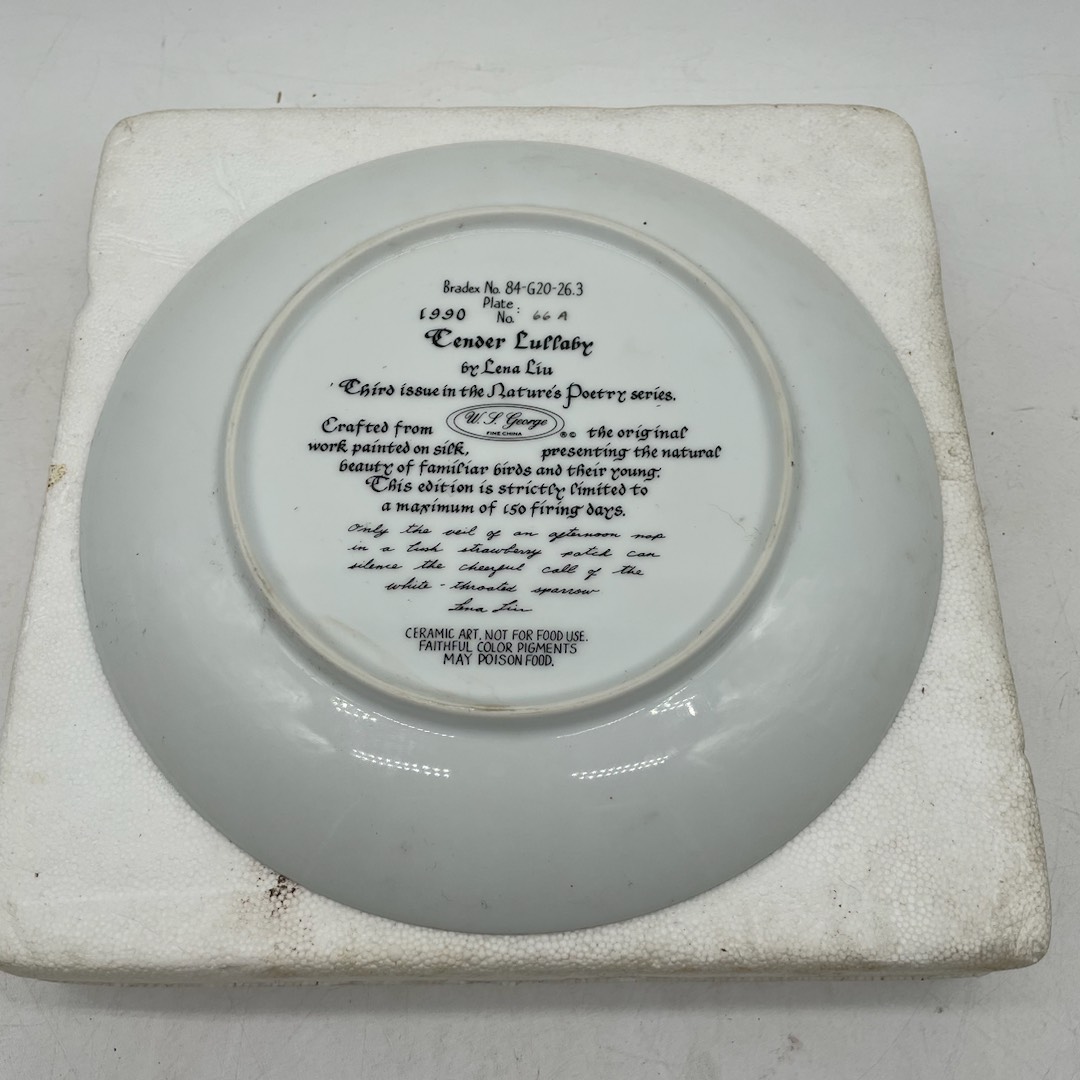 Bradex No. 84-G20-26.3
1990 Plate No.: 66 A
Tender Lullaby
by Lena Liu
Third issue in the Nature's Poetry series.
Crafted from W. S. George FINE CHINA ®© the original
work painted on silk, presenting the natural
beauty of familiar birds and their young.
This edition is strictly limited to
a maximum of 150 firing days.
Only the veil of an afternoon nap
in a lush strawberry patch can
silence the cheerful call of the
white-throated sparrow
Lena Liu
CERAMIC ART, NOT FOR FOOD USE.
FAITHFUL COLOR PIGMENTS
MAY POISON FOOD.